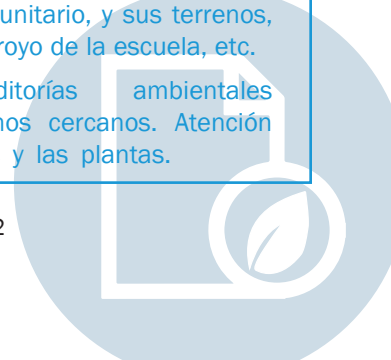 unitario, y sus terrenos,
royo de la escuela, etc.
ditorías ambientales
nos cercanos. Atención
y las plantas.
2